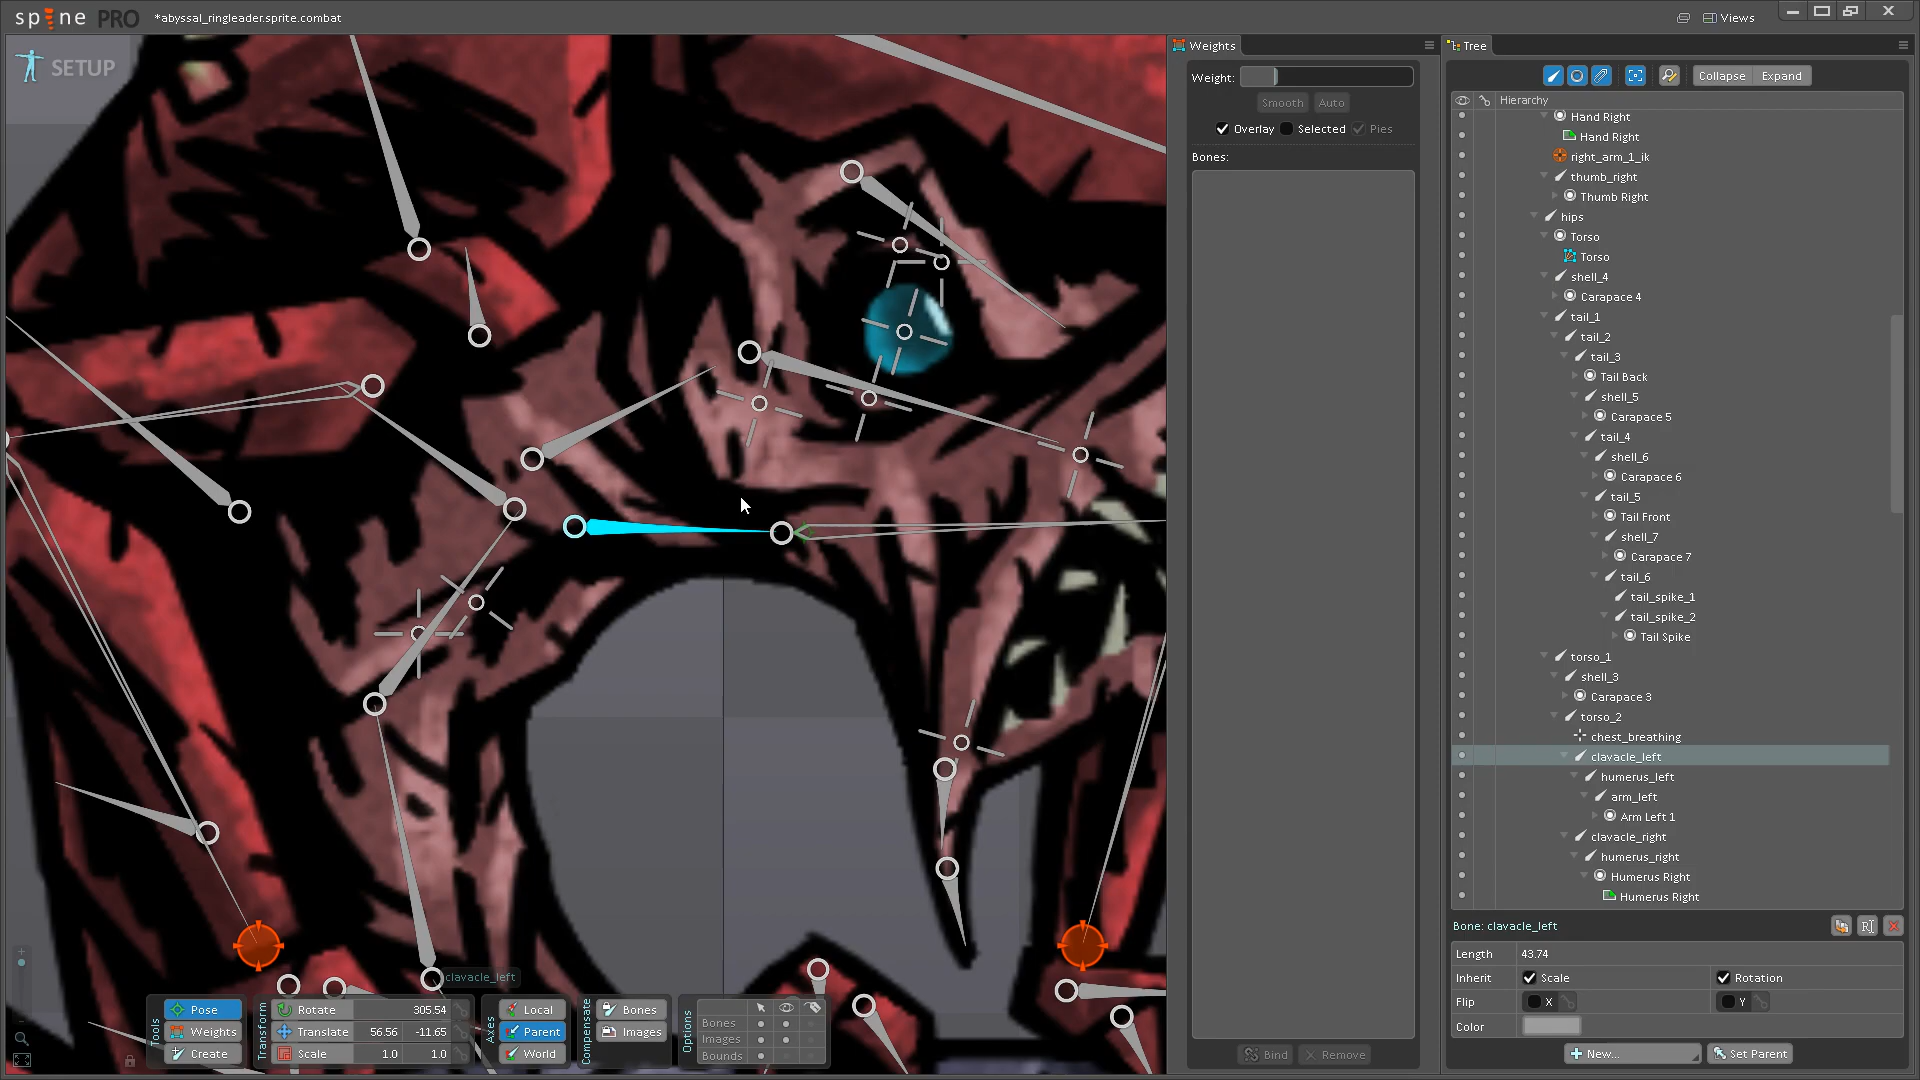 spine PRO
*abyssal_ringleader.sprite.combat
Views
SETUP
Weights
Weight:
Smooth
Auto
Overlay
Selected
Pies
Bones:
Bind
Remove
Tree
Collapse
Expand
Hierarchy
Hand Right
Hand Right
right_arm_1_ik
thumb_right
Thumb Right
hips
Torso
Torso
shell_4
Carapace 4
tail_1
tail_2
tail_3
Tail Back
shell_5
Carapace 5
tail_4
shell_6
Carapace 6
tail_5
Tail Front
shell_7
Carapace 7
tail_6
tail_spike_1
tail_spike_2
Tail Spike
torso_1
shell_3
Carapace 3
torso_2
chest_breathing
clavacle_left
humerus_left
arm_left
Arm Left 1
clavacle_right
humerus_right
Humerus Right
Humerus Right
Bone: clavacle_left
Length 43.74
Inherit Scale Rotation
Flip X Y
Color
New...
Set Parent
clavacle_left
Tools
Pose
Weights
Create
Transform
Rotate 305.54
Translate 56.56 -11.65
Scale 1.0 1.0
Axes
Local
Parent
World
Compensate
Bones
Images
Options
Bones
Images
Bounds